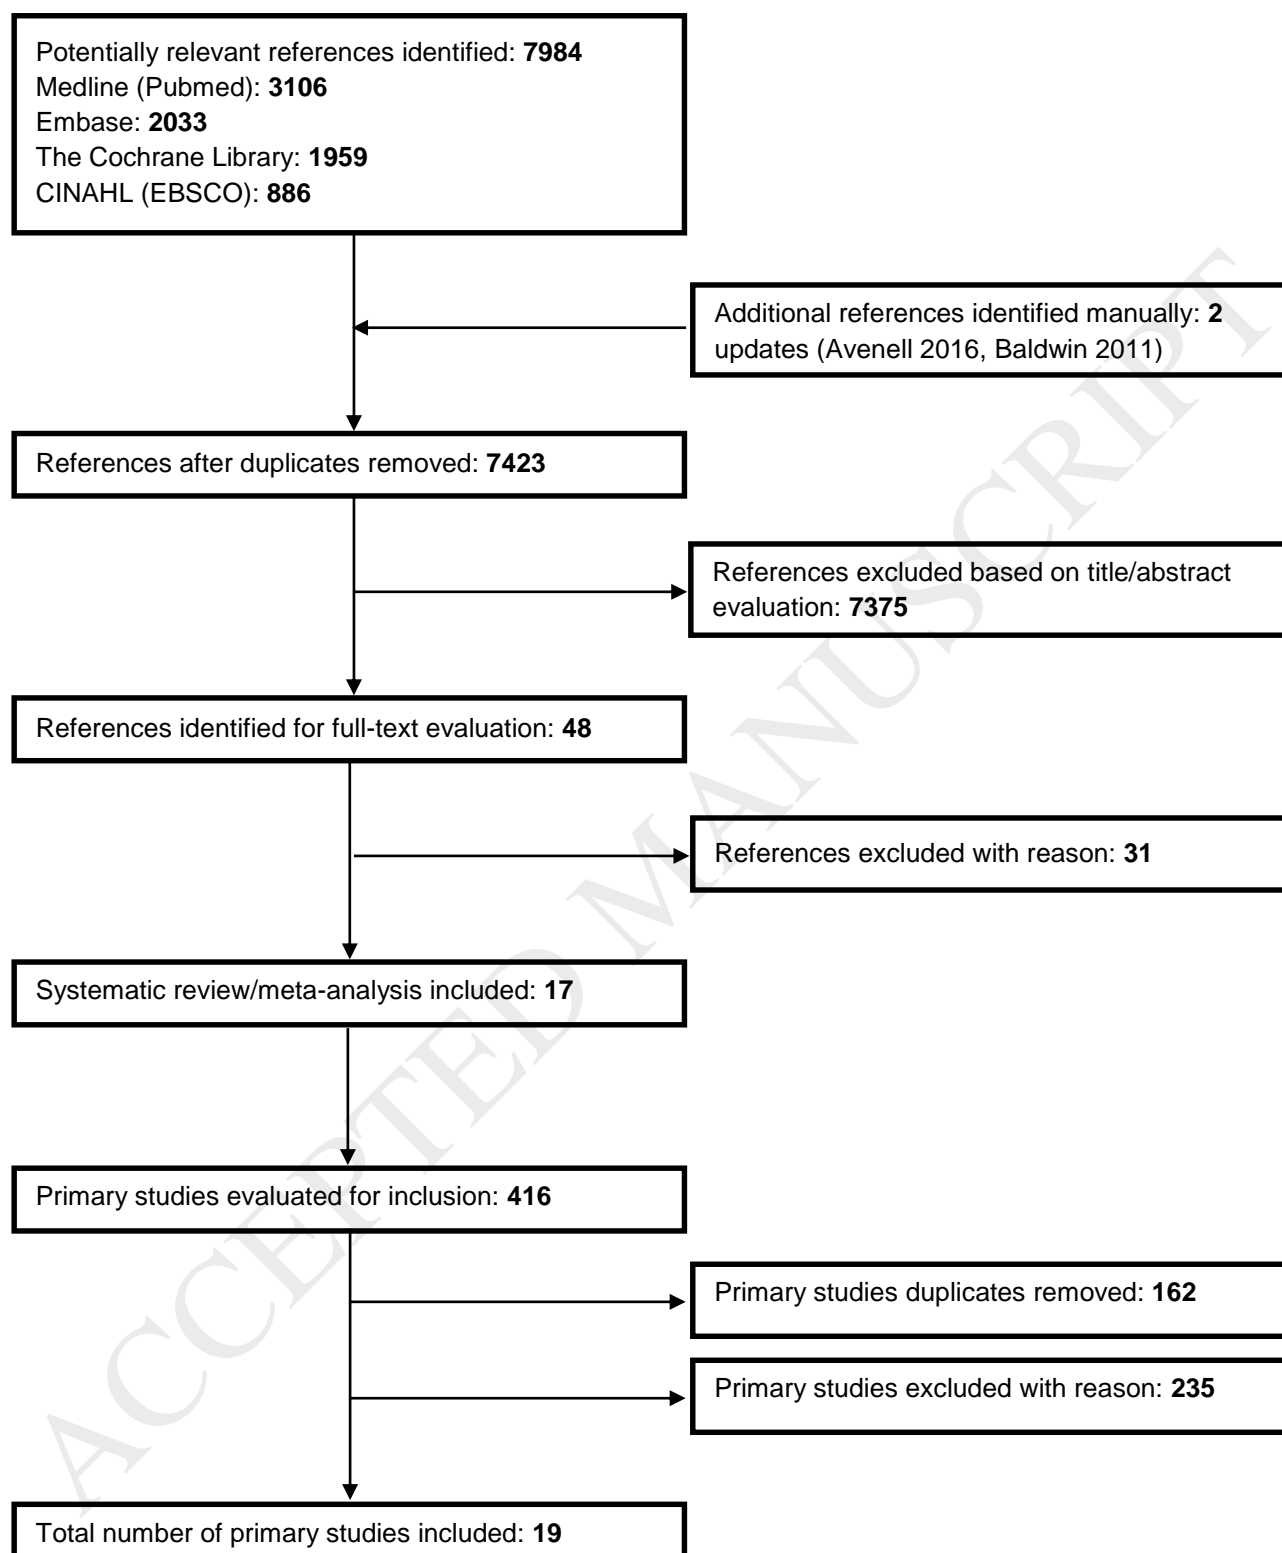 Potentially relevant references identified: 7984
Medline (Pubmed): 3106
Embase: 2033
The Cochrane Library: 1959
CINAHL (EBSCO): 886
Additional references identified manually: 2
updates (Avenell 2016, Baldwin 2011)
References after duplicates removed: 7423
References excluded based on title/abstract
evaluation: 7375
References identified for full-text evaluation: 48
References excluded with reason: 31
Systematic review/meta-analysis included: 17
Primary studies evaluated for inclusion: 416
Primary studies duplicates removed: 162
Primary studies excluded with reason: 235
Total number of primary studies included: 19
ACCEPTED MANUSCRIPT